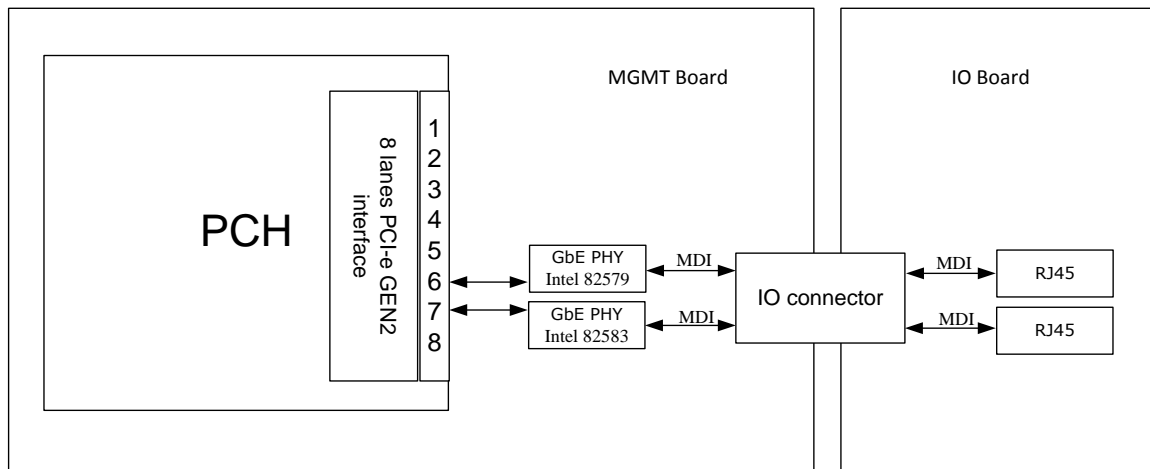 MGMT Board
IO Board
PCH
8 lanes PCI-e GEN2
interface
1
2
3
4
5
6
7
8
GbE PHY
Intel 82579
MDI
GbE PHY
Intel 82583
MDI
IO connector
MDI
RJ45
MDI
RJ45